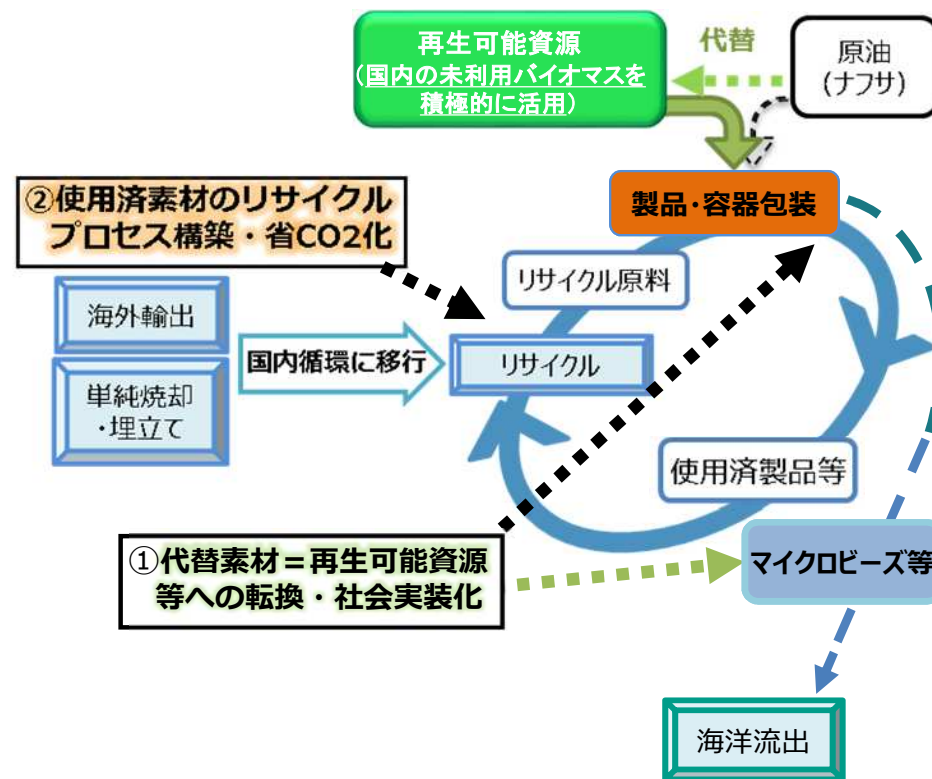 再生可能資源
（国内の未利用バイオマスを
積極的に活用）
代替
原油
(ナフサ)
製品･容器包装
②使用済素材のリサイクル
プロセス構築・省CO2化
リサイクル原料
海外輸出
国内循環に移行
リサイクル
単純焼却
・埋立て
使用済製品等
①代替素材＝再生可能資源
等への転換・社会実装化
マイクロビーズ等
海洋流出